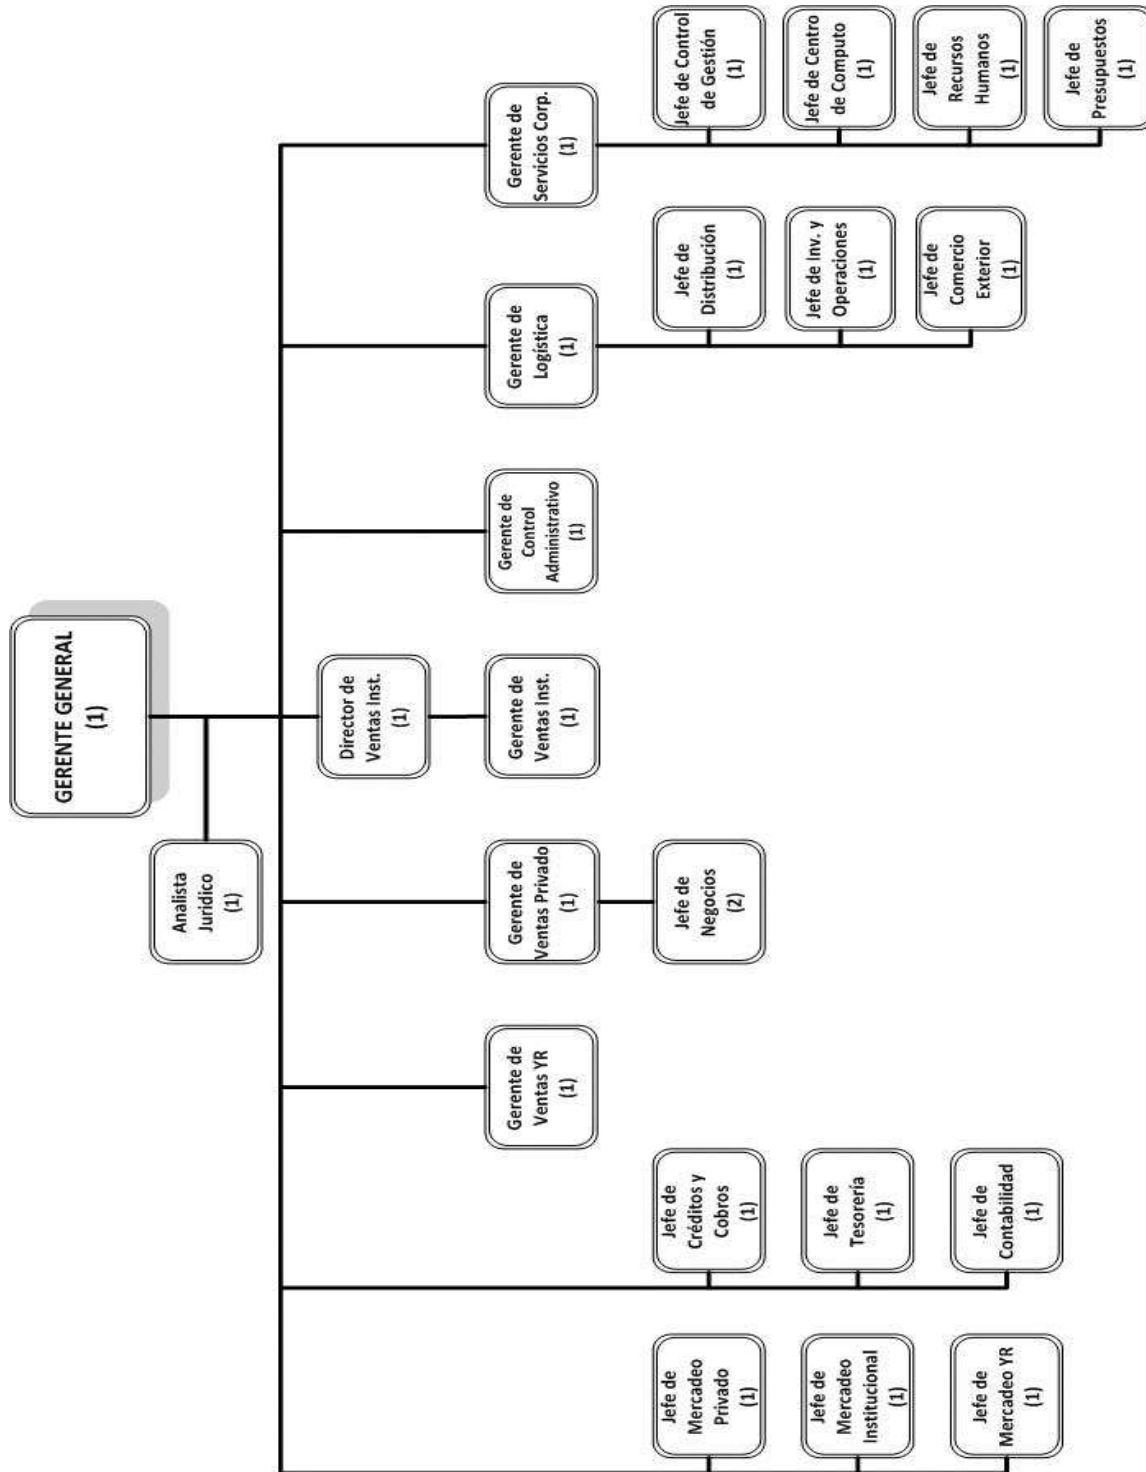 GERENTE GENERAL
(1)
Analista
Jurídico
(1)
Director de
Ventas Inst.
(1)
Jefe de
Mercadeo
Privado
(1)
Jefe de
Mercadeo
Institucional
(1)
Jefe de
Mercadeo YR
(1)
Jefe de
Créditos y
Cobros
(1)
Jefe de
Tesorería
(1)
Jefe de
Contabilidad
(1)
Gerente de
Ventas YR
(1)
Gerente de
Ventas Privado
(1)
Jefe de
Negocios
(2)
Gerente de
Ventas Inst.
(1)
Gerente de
Control
Administrativo
(1)
Gerente de
Logística
(1)
Jefe de
Distribución
(1)
Jefe de Inv. y
Operaciones
(1)
Jefe de
Comercio
Exterior
(1)
Gerente de
Servicios Corp.
(1)
Jefe de Control
de Gestión
(1)
Jefe de Centro
de Computo
(1)
Jefe de
Recursos
Humanos
(1)
Jefe de
Presupuestos
(1)